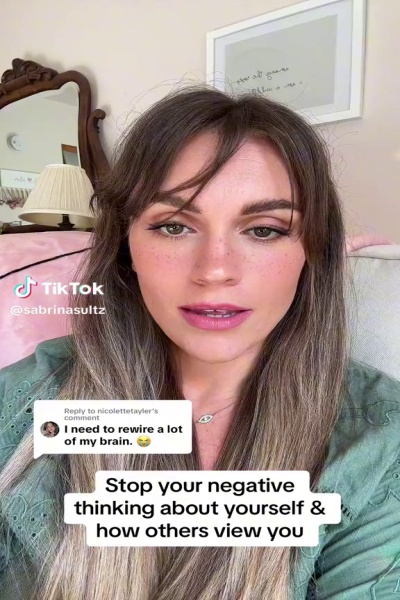 TikTok
@sabrinasultz
Reply to nicolettetayler's
comment
I need to rewire a lot
of my brain. 😭
Stop your negative
thinking about yourself &
how others view you